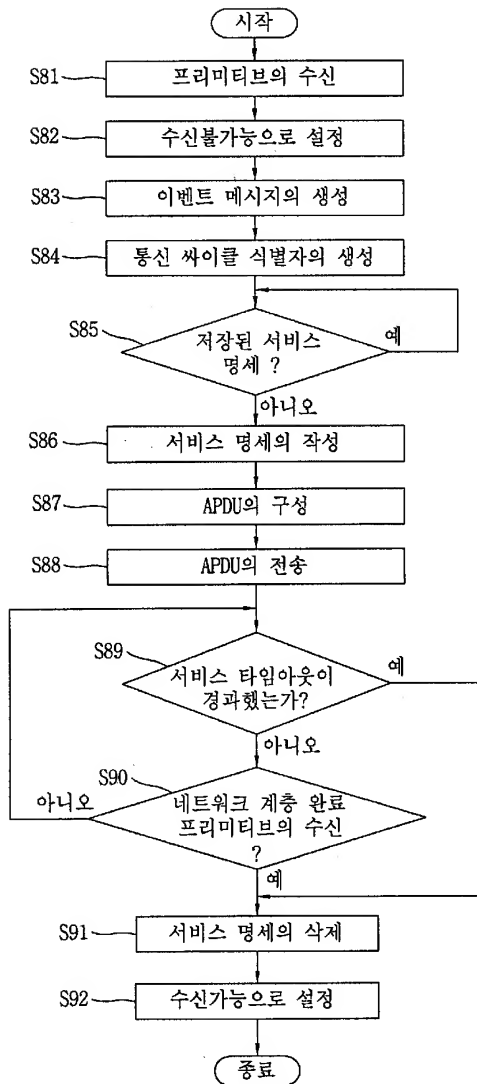 시작
S81
프리미티브의 수신
S82
수신불가능으로 설정
S83
이벤트 메시지의 생성
S84
통신 싸이클 식별자의 생성
S85
저장된 서비스
명세 ?
예
아니오
S86
서비스 명세의 작성
S87
APDU의 구성
S88
APDU의 전송
S89
서비스 타임아웃이
경과했는가?
예
아니오
S90
아니오
네트워크 계층 완료
프리미티브의 수신
?
예
S91
서비스 명세의 삭제
S92
수신가능으로 설정
종료